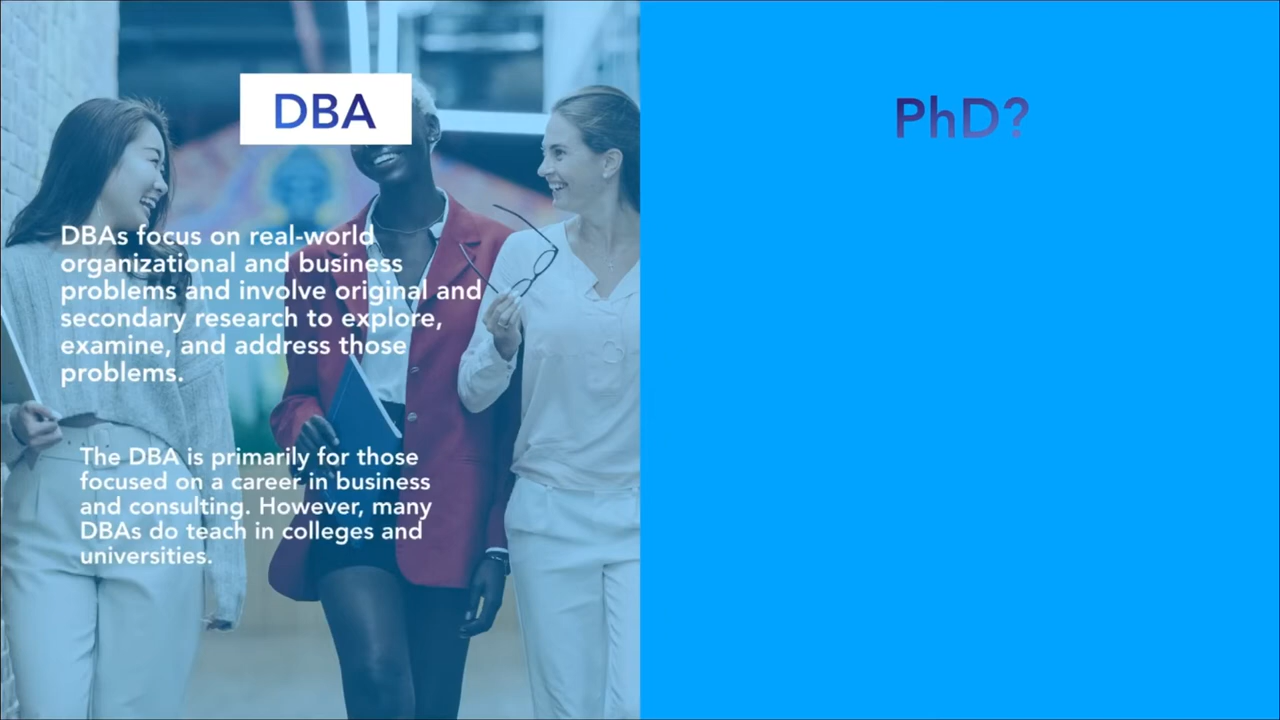 DBA
DBAs focus on real-world
organizational and business
problems and involve original and
secondary research to explore,
examine, and address those
problems.
The DBA is primarily for those
focused on a career in business
and consulting. However, many
DBAs do teach in colleges and
universities.
PhD?